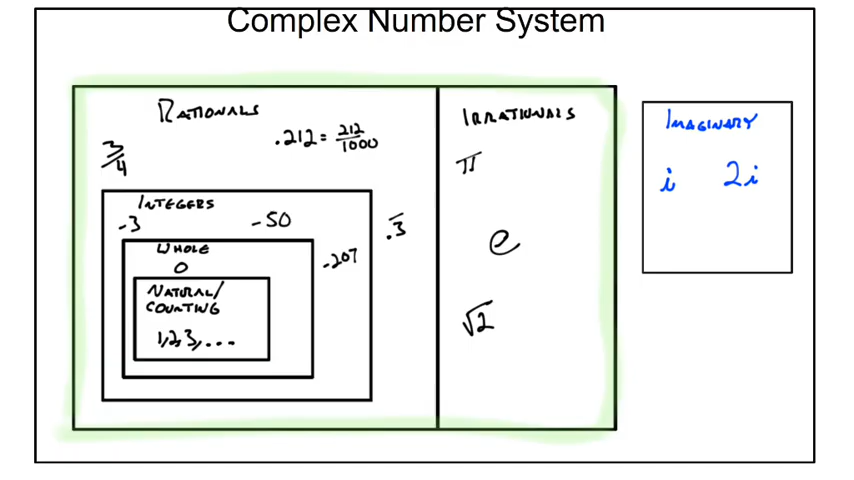 Complex Number System
RATIONALS
3/4
.212 = 212/1000
INTEGERS
-3
-50
WHOLE
0
NATURAL/
COUNTING
1,2,3,...
-207
.3̅
IRRATIONALS
π
e
√2
IMAGINARY
i 2i